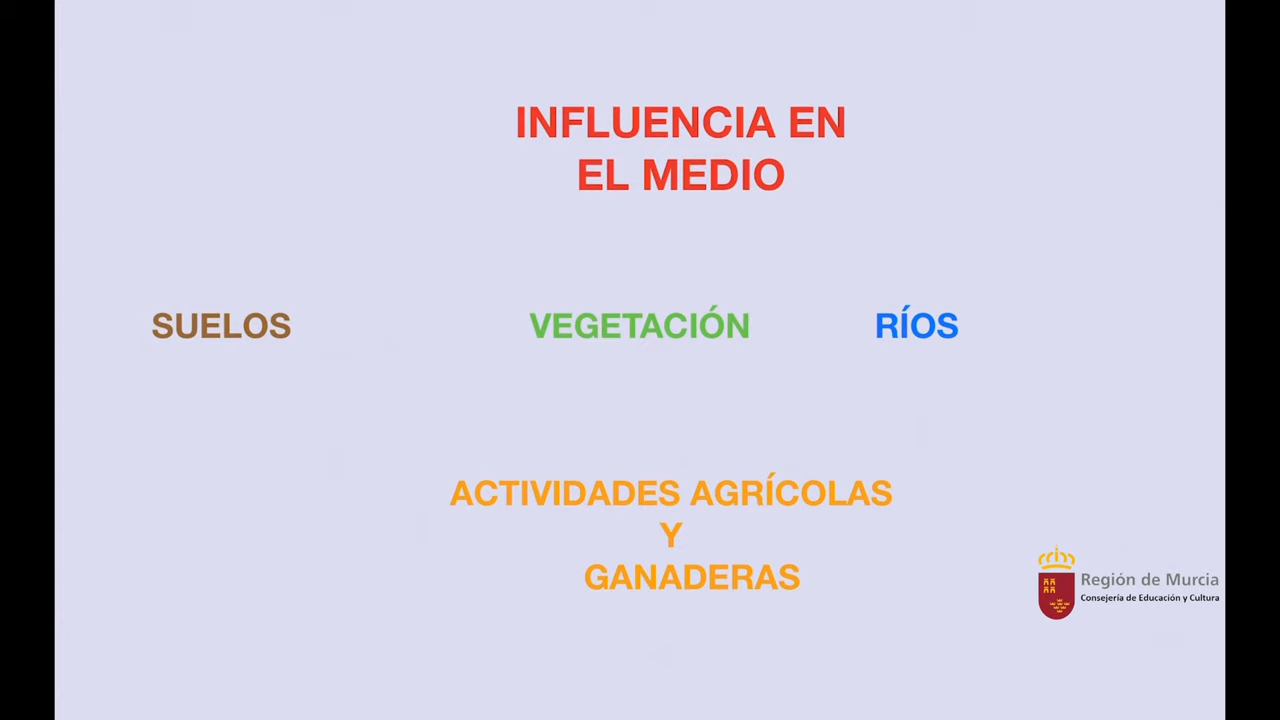 INFLUENCIA EN
EL MEDIO
SUELOS
VEGETACIÓN
RÍOS
ACTIVIDADES AGRÍCOLAS
Y
GANADERAS
Región de Murcia
Consejería de Educación y Cultura